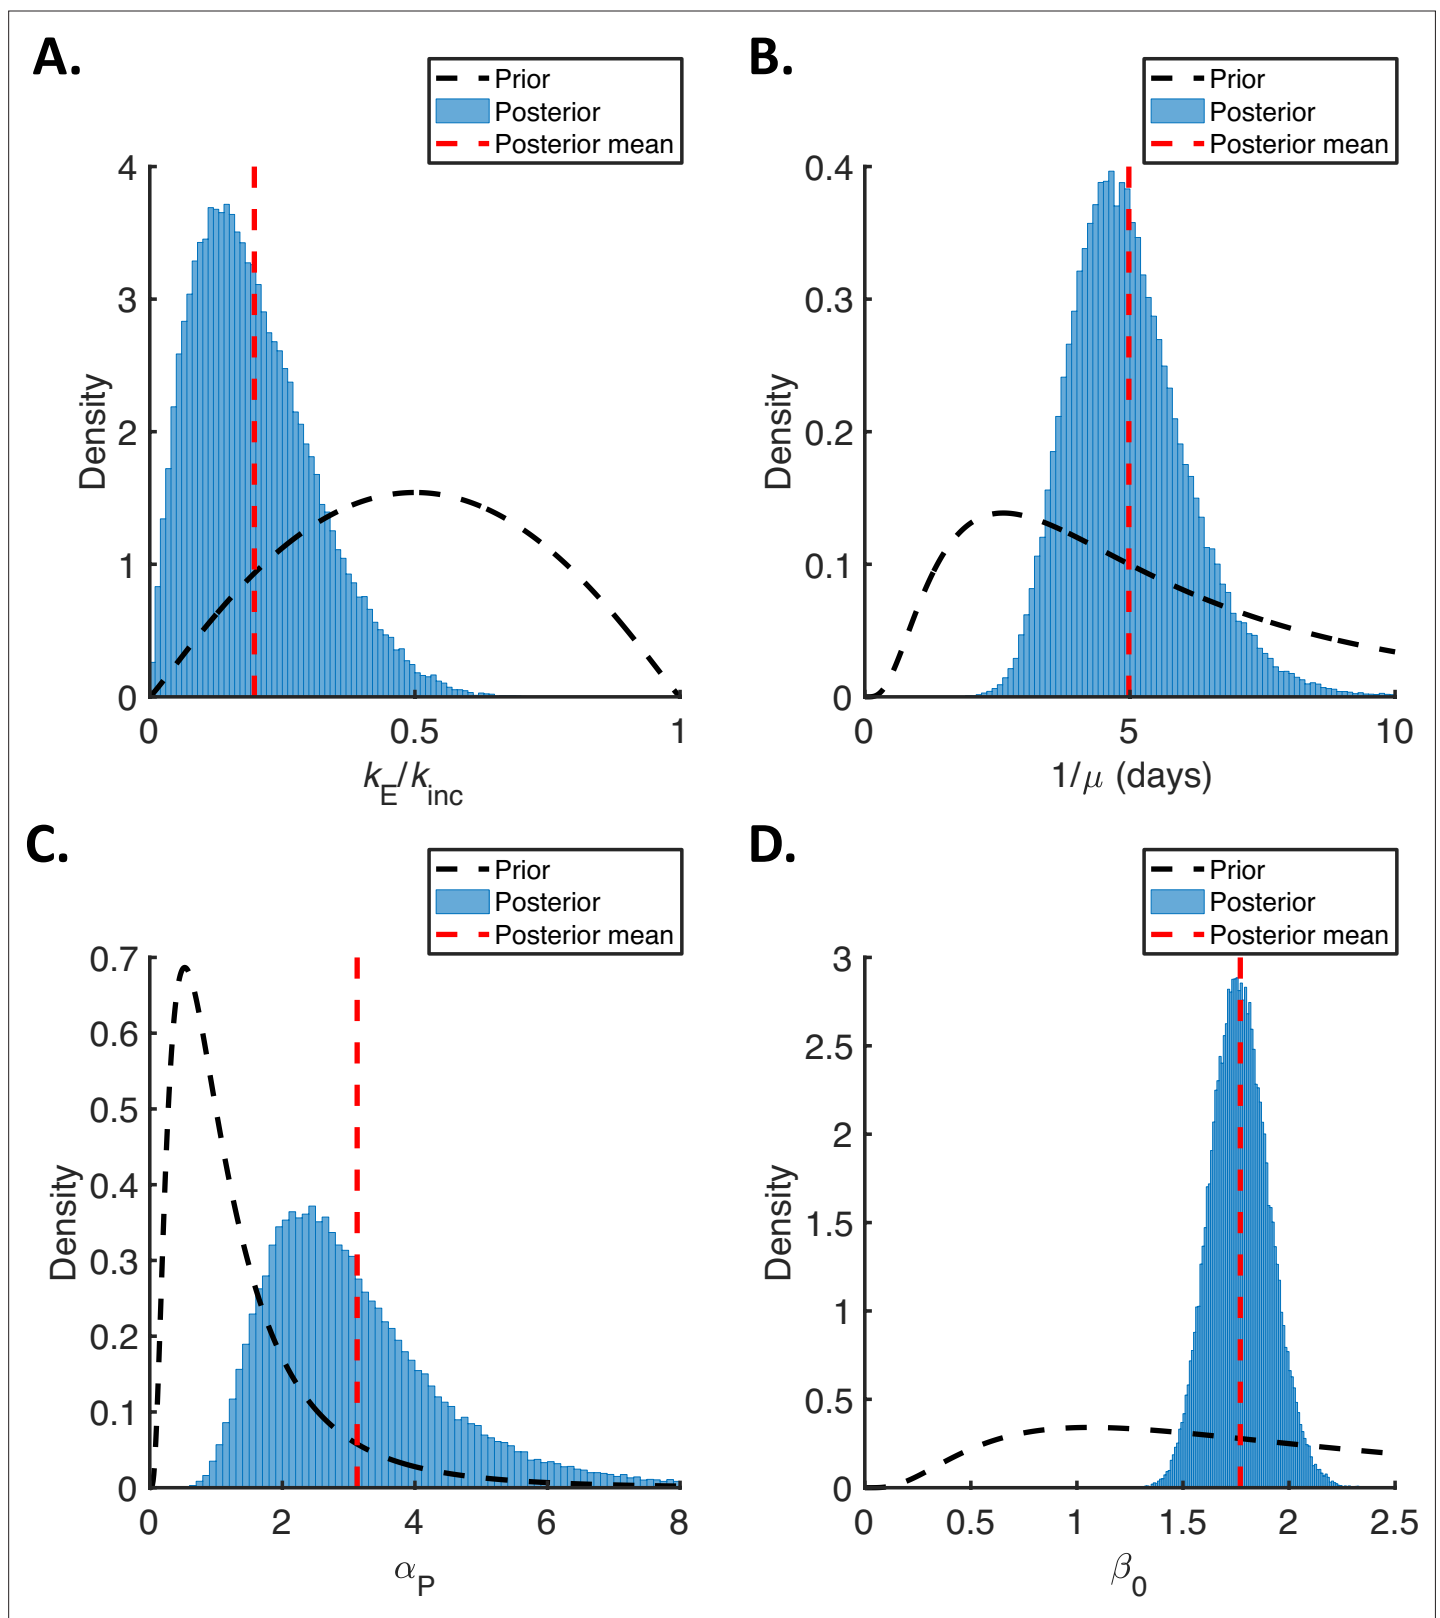 A.
Prior
Posterior
Posterior mean
4
3
2
1
0
Density
0 0.5 1
k_E/k_inc
B.
Prior
Posterior
Posterior mean
0.4
0.3
0.2
0.1
0
Density
0 5 10
1/μ (days)
C.
Prior
Posterior
Posterior mean
0.7
0.6
0.5
0.4
0.3
0.2
0.1
0
Density
0 2 4 6 8
α_P
D.
Prior
Posterior
Posterior mean
3
2.5
2
1.5
1
0.5
0
Density
0 0.5 1 1.5 2 2.5
β_0